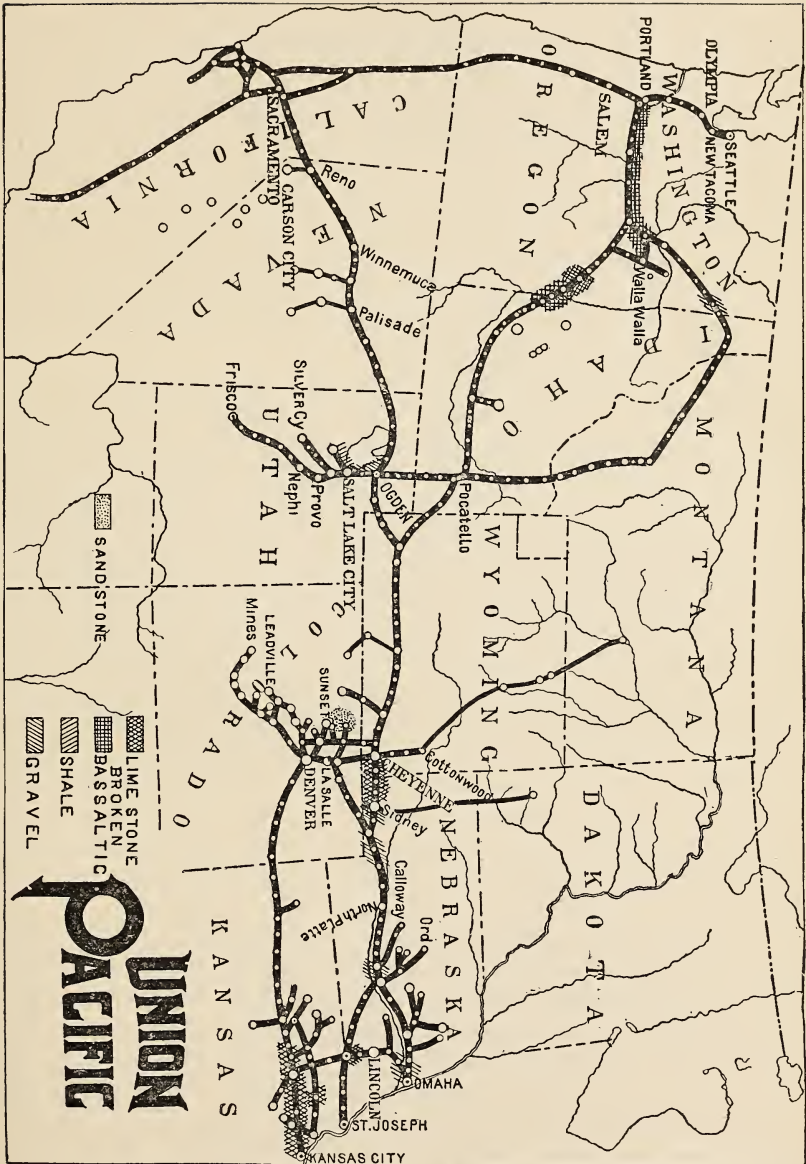 OLYMPIA
SEATTLE
NEW TACOMA
PORTLAND
WASHINGTON
Walla Walla
SALEM
OREGON
IDAHO
MONTANA
CALIFORNIA
SACRAMENTO
CARSON CITY
Reno
NEVADA
Winnemuca
Palisade
Frisco
SILVER Cy
UTAH
Nephi
Provo
SALT LAKE CITY
OGDEN
Pocatello
WYOMING
COLORADO
Mines
LEADVILLE
SUNSET
DENVER
LA SALLE
CHEYENNE
Cottonwood
Sidney
NEBRASKA
DAKOTA
Calloway
Ord
North Platte
KANSAS
LINCOLN
OMAHA
ST. JOSEPH
KANSAS CITY
R
SANDSTONE
LIME STONE
BROKEN
BASSALTIC
SHALE
GRAVEL
UNION
PACIFIC